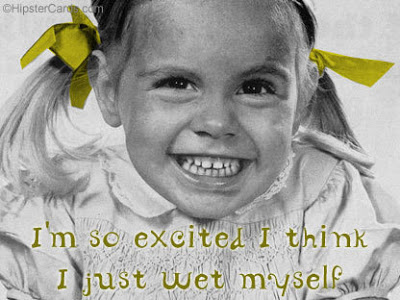 ©HipsterCards.com
I'm so excited I think
I just wet myself